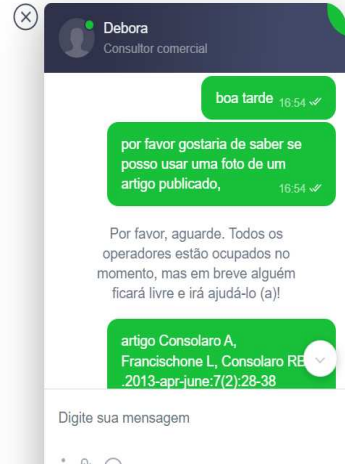 Debora
Consultor comercial
boa tarde 16:54
por favor gostaria de saber se
posso usar uma foto de um
artigo publicado, 16:54
Por favor, aguarde. Todos os
operadores estão ocupados no
momento, mas em breve alguém
ficará livre e irá ajudá-lo (a)!
artigo Consolaro A,
Francischone L, Consolaro RB
.2013-apr-june:7(2):28-38
Digite sua mensagem